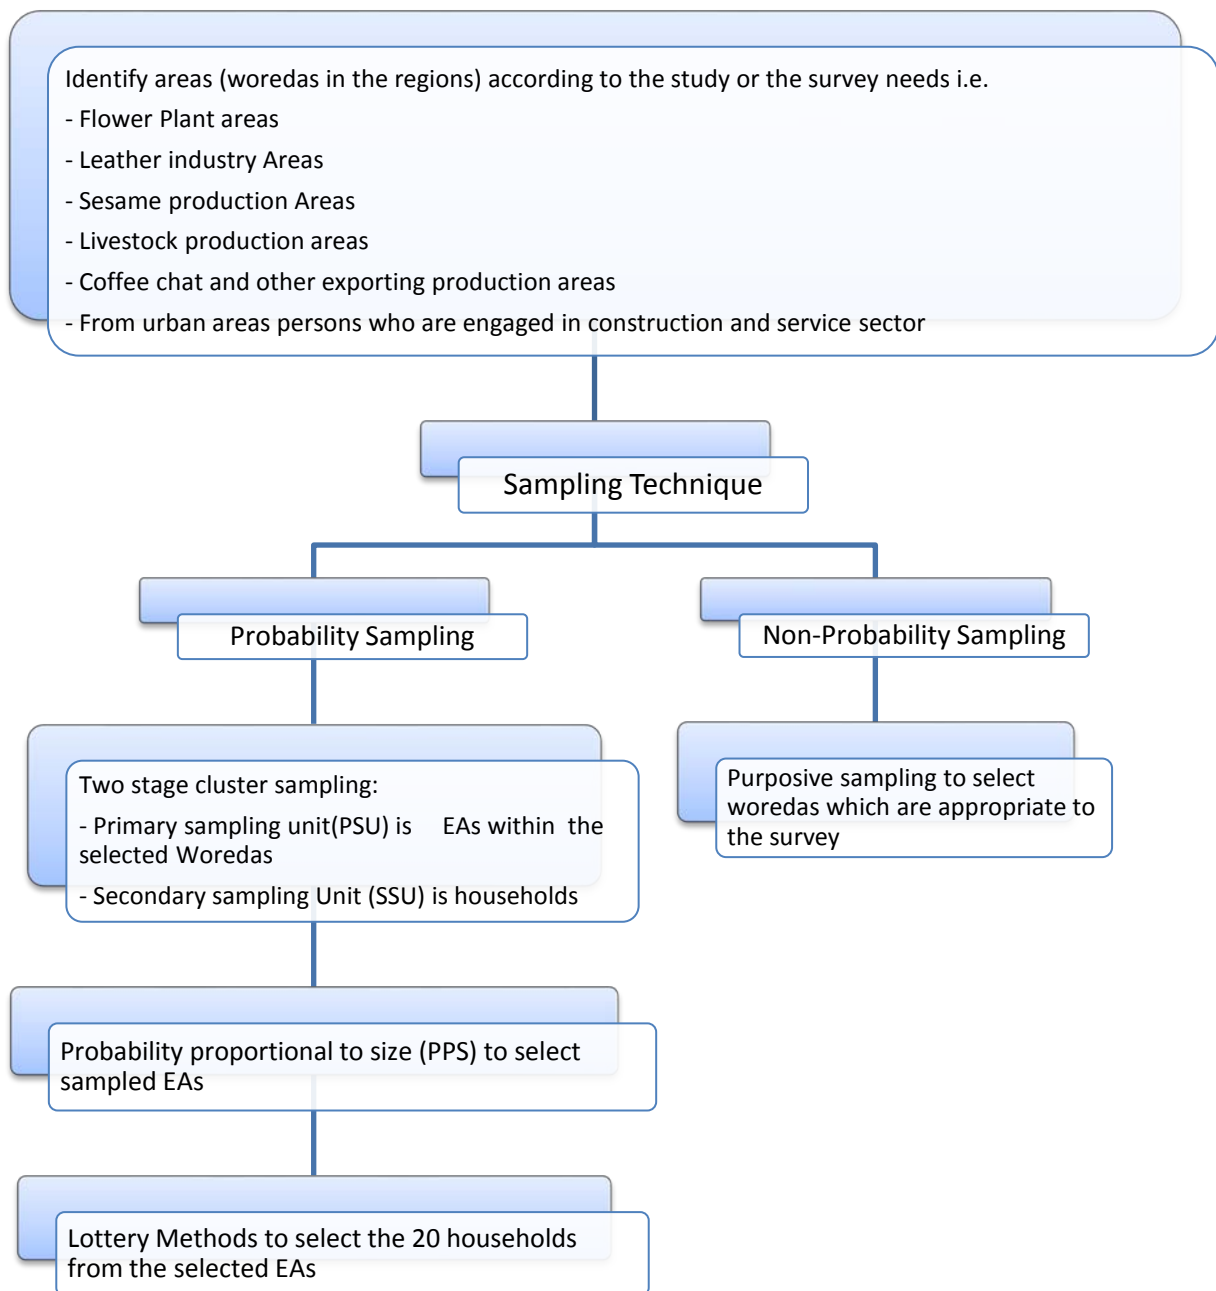 Identify areas (woredas in the regions) according to the study or the survey needs i.e.
- Flower Plant areas
- Leather industry Areas
- Sesame production Areas
- Livestock production areas
- Coffee chat and other exporting production areas
- From urban areas persons who are engaged in construction and service sector
Sampling Technique
Probability Sampling
Non-Probability Sampling
Two stage cluster sampling:
- Primary sampling unit(PSU) is EAs within the
selected Woredas
- Secondary sampling Unit (SSU) is households
Purposive sampling to select
woredas which are appropriate to
the survey
Probability proportional to size (PPS) to select
sampled EAs
Lottery Methods to select the 20 households
from the selected EAs